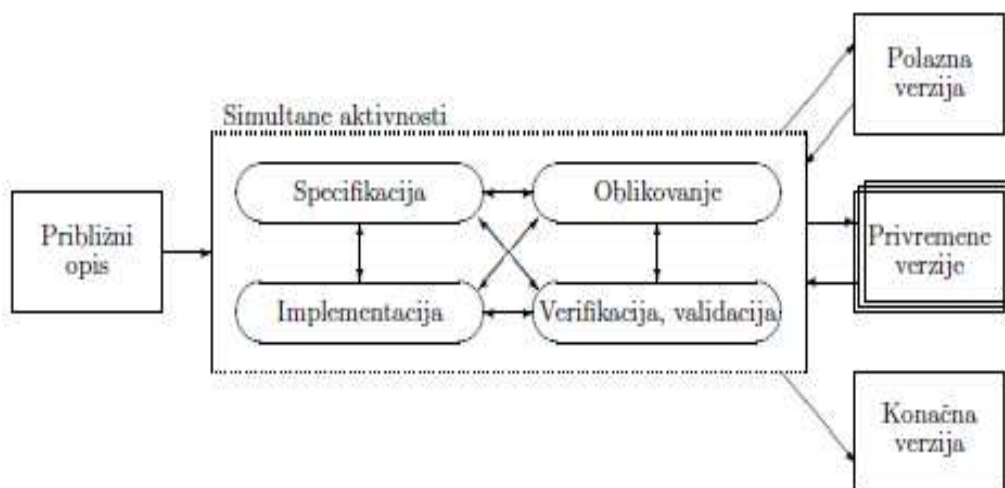 Polazna
verzija
Simultane aktivnosti
Specifikacija
Oblikovanje
Približni
opis
Privremene
verzije
Implementacija
Verifikacija, validacija
Konačna
verzija